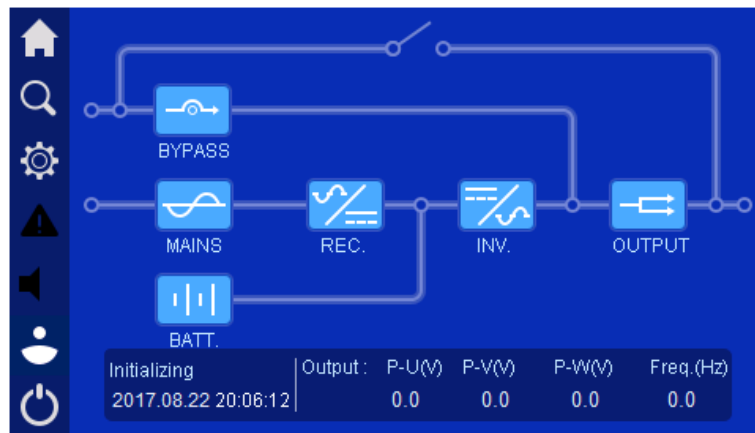 BYPASS
MAINS REC. INV. OUTPUT
BATT.
Initializing Output : P-U(V) P-V(V) P-W(V) Freq.(Hz)
2017.08.22 20:06:12 0.0 0.0 0.0 0.0